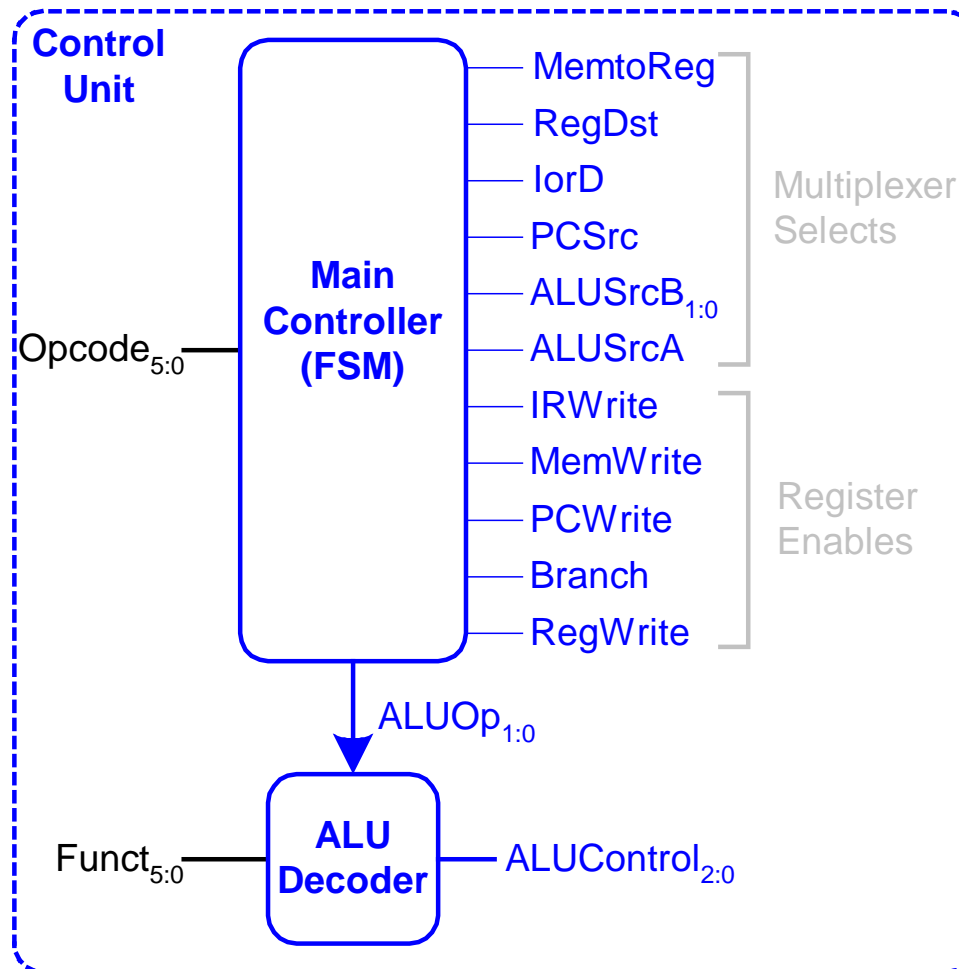 Control
Unit
MemtoReg
RegDst
IorD
PCSrc
ALUSrcB1:0
ALUSrcA
Multiplexer
Selects
Main
Controller
(FSM)
Opcode5:0
IRWrite
MemWrite
PCWrite
Branch
RegWrite
Register
Enables
ALUOp1:0
ALU
Decoder
Funct5:0
ALUControl2:0